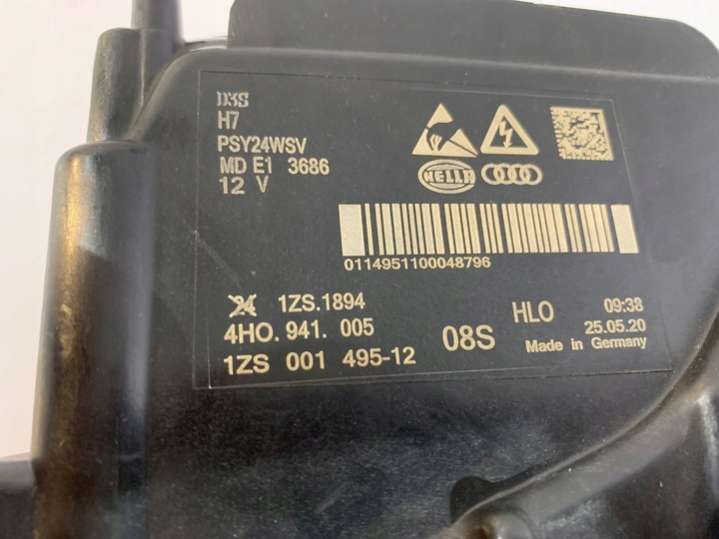 D3S
H7
PSY24WSV
MD E1 3686
12 V
HELLA
0114951100048796
24 1ZS.1894
4H0.941.005
1ZS 001 495-12
08S
HLO
09:38
25.05.20
Made in Germany